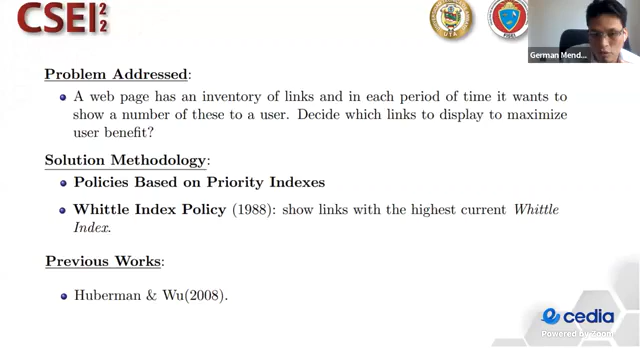 CSEI 2 2
UTA
FISEI
German Mend...
Problem Addressed:
A web page has an inventory of links and in each period of time it wants to
show a number of these to a user. Decide which links to display to maximize
user benefit?
Solution Methodology:
Policies Based on Priority Indexes
Whittle Index Policy (1988): show links with the highest current Whittle
Index.
Previous Works:
Huberman & Wu(2008).
cedia
Powered by Zoom